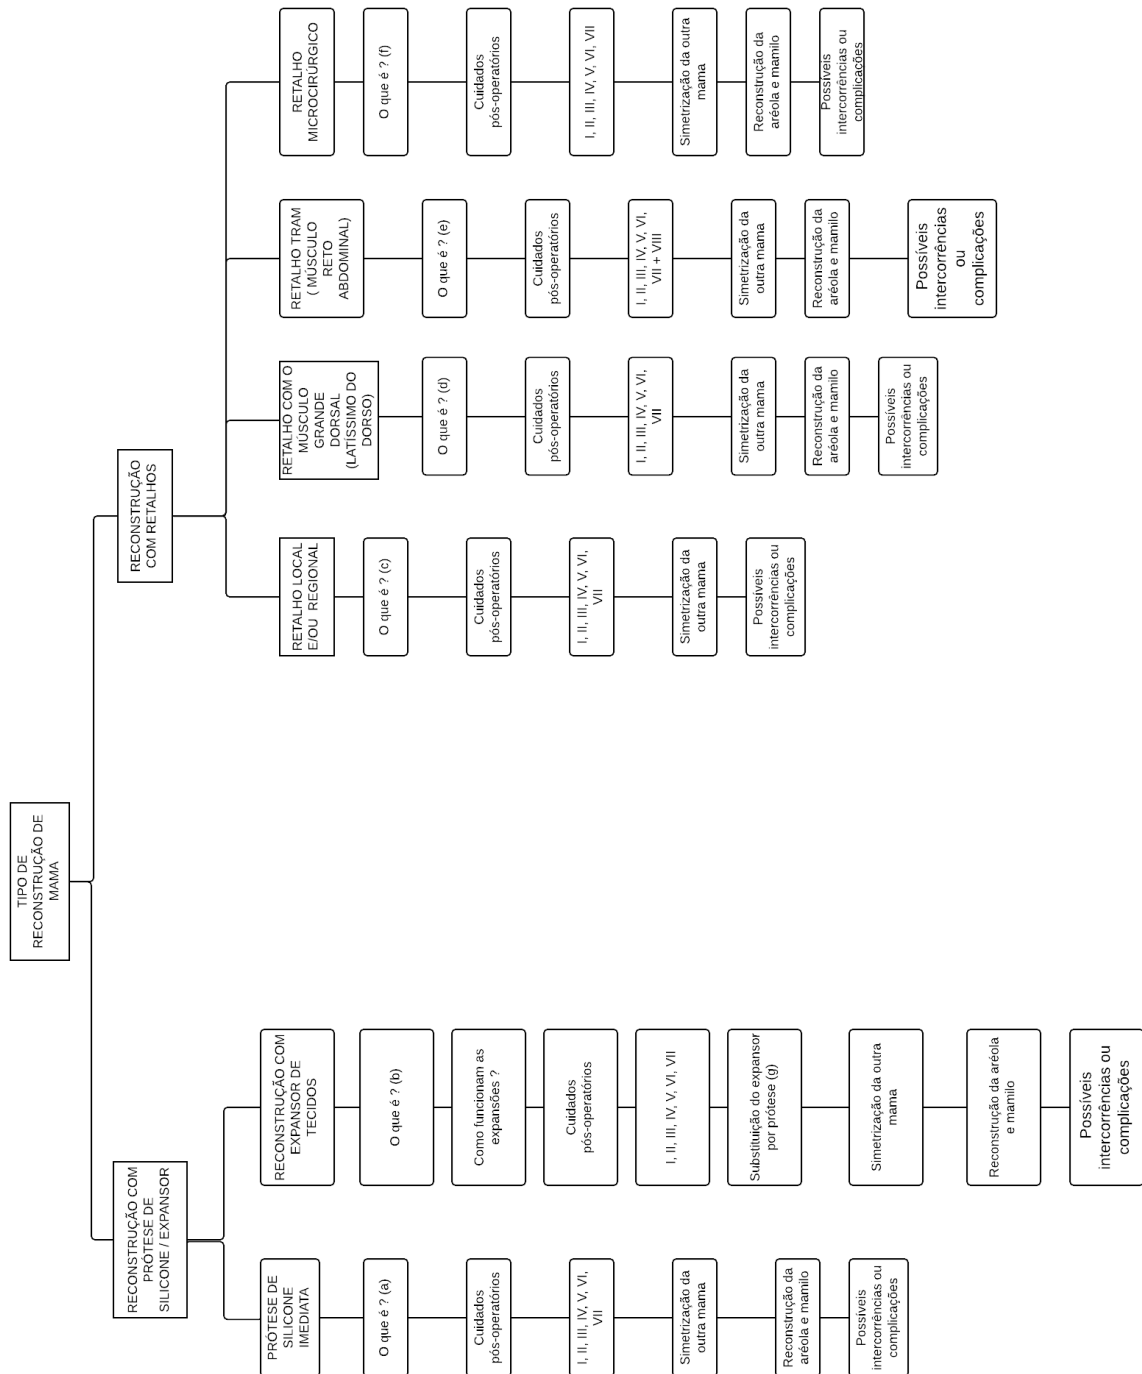 TIPO DE
RECONSTRUÇÃO DE
MAMA
RECONSTRUÇÃO COM
PRÓTESE DE
SILICONE / EXPANSOR
PRÓTESE DE
SILICONE
IMEDIATA
O que é ? (a)
Cuidados
pós-operatórios
I, II, III, IV, V, VI,
VII
Simetrização da
outra mama
Reconstrução da
aréola e mamilo
Possíveis
intercorrências ou
complicações
RECONSTRUÇÃO COM
EXPANSOR DE
TECIDOS
O que é ? (b)
Como funcionam as
expansões ?
Cuidados
pós-operatórios
I, II, III, IV, V, VI, VII
Substituição do expansor
por prótese (g)
Simetrização da outra
mama
Reconstrução da aréola
e mamilo
Possíveis
intercorrências ou
complicações
RECONSTRUÇÃO
COM RETALHOS
RETALHO LOCAL
E/OU REGIONAL
O que é ? (c)
Cuidados
pós-operatórios
I, II, III, IV, V, VI,
VII
Simetrização da
outra mama
Possíveis
intercorrências ou
complicações
RETALHO COM O
MÚSCULO
GRANDE
DORSAL
(LATÍSSIMO DO
DORSO)
O que é ? (d)
Cuidados
pós-operatórios
I, II, III, IV, V, VI,
VII
Simetrização da
outra mama
Reconstrução da
aréola e mamilo
Possíveis
intercorrências ou
complicações
RETALHO TRAM
( MÚSCULO
RETO
ABDOMINAL)
O que é ? (e)
Cuidados
pós-operatórios
I, II, III, IV, V, VI,
VII + VIII
Simetrização da
outra mama
Reconstrução da
aréola e mamilo
Possíveis
intercorrências
ou
complicações
RETALHO
MICROCIRÚRGICO
O que é ? (f)
Cuidados
pós-operatórios
I, II, III, IV, V, VI, VII
Simetrização da outra
mama
Reconstrução da
aréola e mamilo
Possíveis
intercorrências ou
complicações